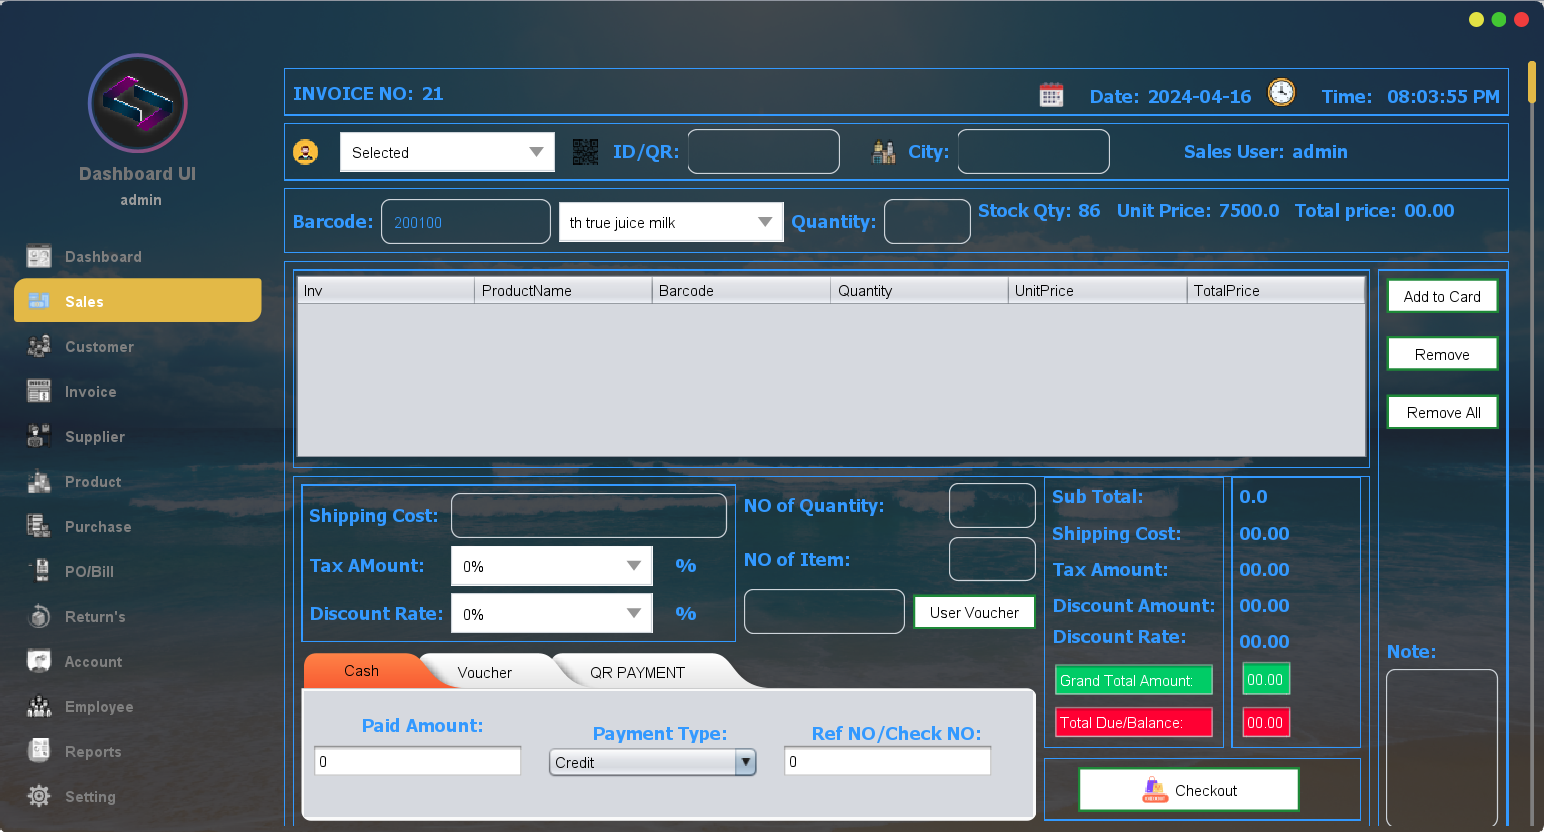 Dashboard UI
admin
Dashboard
Sales
Customer
Invoice
Supplier
Product
Purchase
PO/Bill
Return's
Account
Employee
Reports
Setting
INVOICE NO: 21 Date: 2024-04-16 Time: 08:03:55 PM
Selected ID/QR: City: Sales User: admin
Barcode: 200100 th true juice milk Quantity: Stock Qty: 86 Unit Price: 7500.0 Total price: 00.00
Inv ProductName Barcode Quantity UnitPrice TotalPrice
Add to Card
Remove
Remove All
Shipping Cost:
Tax AMount: 0% %
Discount Rate: 0% %
NO of Quantity:
NO of Item:
User Voucher
Sub Total: 0.0
Shipping Cost: 00.00
Tax Amount: 00.00
Discount Amount: 00.00
Discount Rate: 00.00
Grand Total Amount: 00.00
Total Due/Balance: 00.00
Note:
Cash Voucher QR PAYMENT
Paid Amount: Payment Type: Ref NO/Check NO:
0 Credit 0
Checkout